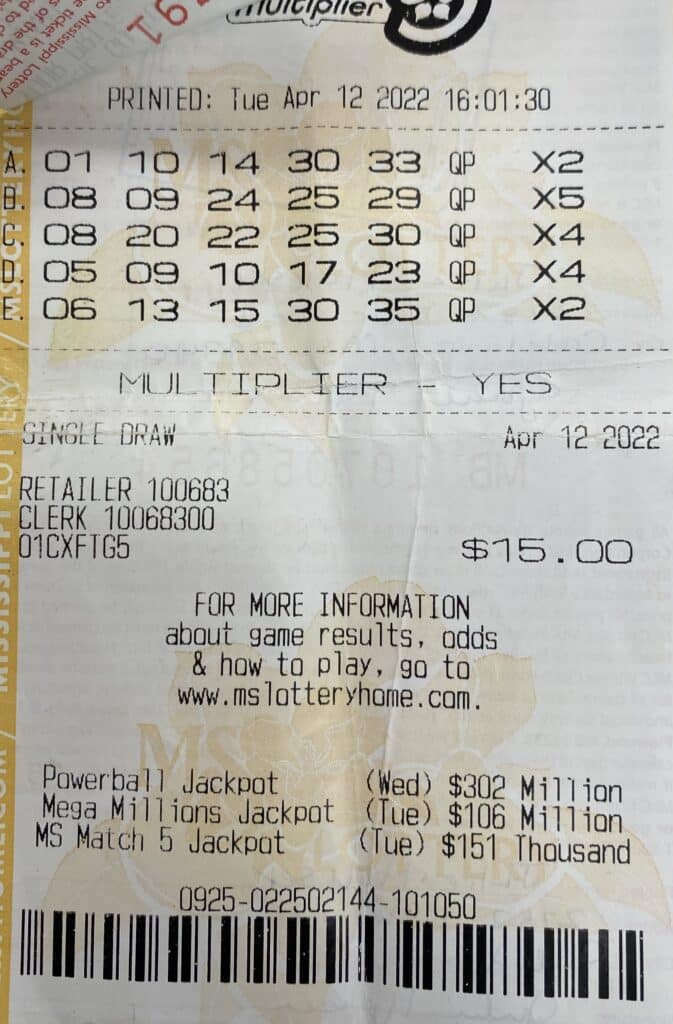 multiplier
PRINTED: Tue Apr 12 2022 16:01:30
A. 01 10 14 30 33 QP X2
B. 08 09 24 25 29 QP X5
C. 08 20 22 25 30 QP X4
D. 05 09 10 17 23 QP X4
E. 06 13 15 30 35 QP X2
MULTIPLIER - YES
SINGLE DRAW Apr 12 2022
RETAILER 100683
CLERK 10068300
01CXFTG5 $15.00
FOR MORE INFORMATION
about game results, odds
& how to play, go to
www.mslotteryhome.com.
Powerball Jackpot (Wed) $302 Million
Mega Millions Jackpot (Tue) $106 Million
MS Match 5 Jackpot (Tue) $151 Thousand
0925-022502144-101050
MISSISSIPPI LOTTERY /